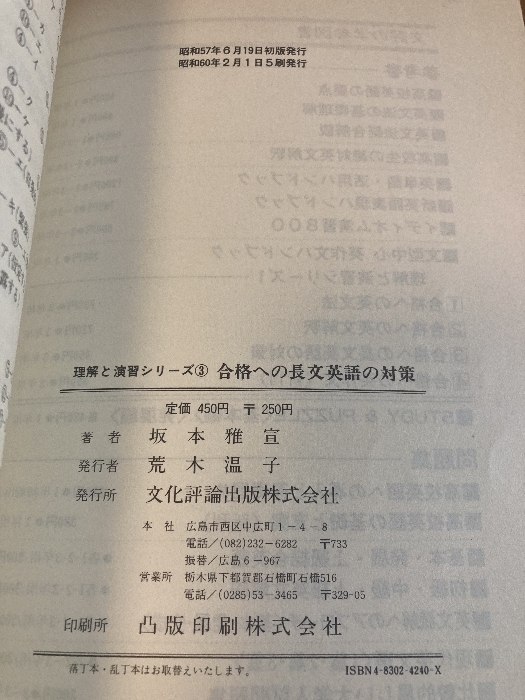 昭和57年6月19日初版発行
昭和60年2月1日5刷発行
理解と演習シリーズ③ 合格への長文英語の対策
定価 450円 〒250円
著者 坂本雅宣
発行者 荒木温子
発行所 文化評論出版株式会社
本社 広島市西区中広町1-4-8
電話/(082)232-6282 〒733
振替/広島6-967
営業所 栃木県下都賀郡石橋町石橋516
電話/(0285)53-3465 〒329-05
印刷所 凸版印刷株式会社
落丁本・乱丁本はお取替えいたします。 ISBN4-8302-4240-X